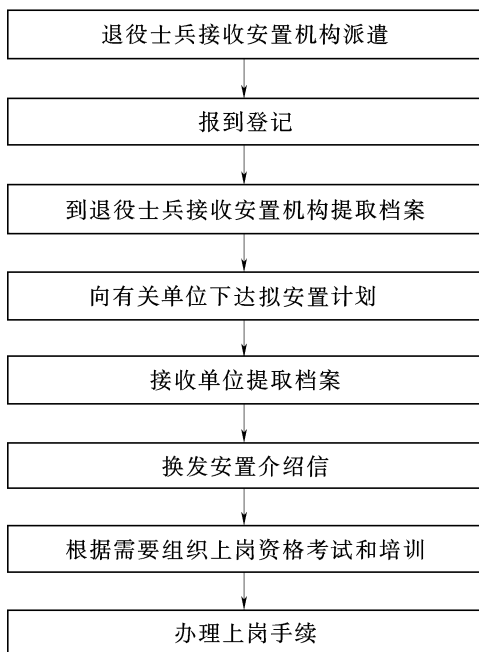 退役士兵接收安置机构派遣
报到登记
到退役士兵接收安置机构提取档案
向有关单位下达拟安置计划
接收单位提取档案
换发安置介绍信
根据需要组织上岗资格考试和培训
办理上岗手续